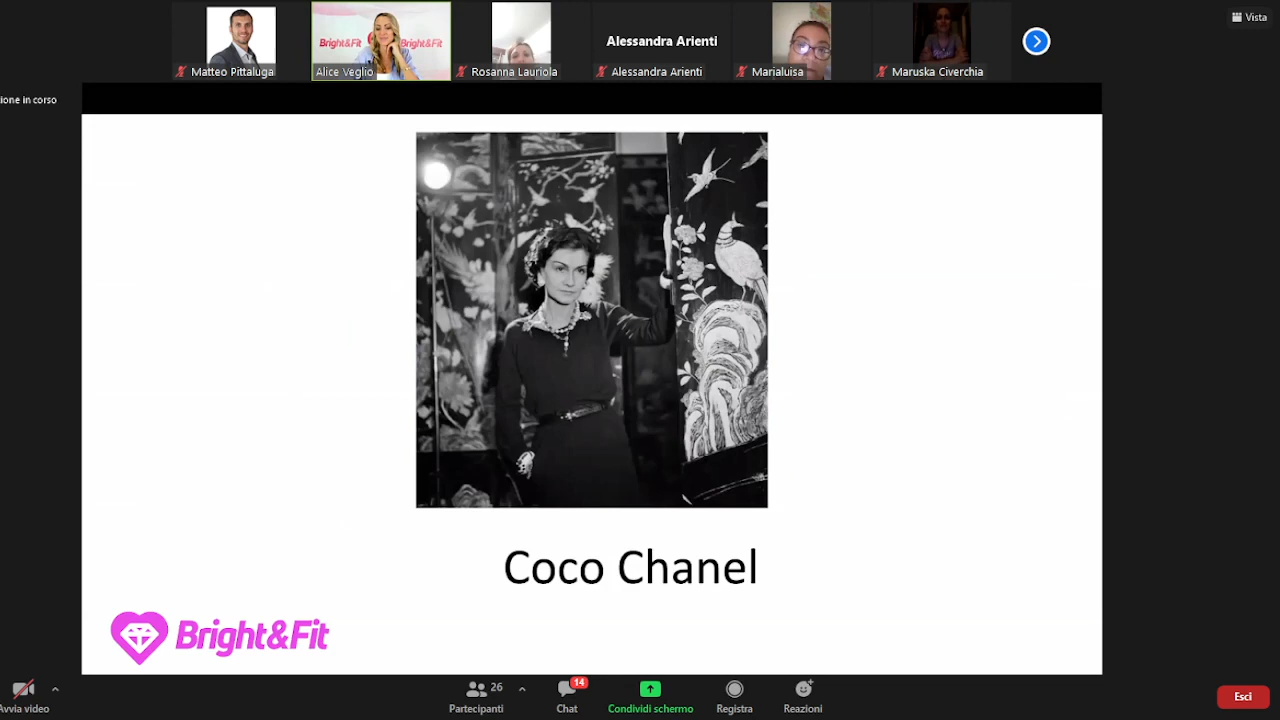 Vista
Bright&Fit
Bright&Fit
Alessandra Arienti
Matteo Pittaluga
Alice Veglio
Rosanna Lauriola
Alessandra Arienti
Marialuisa
Maruska Civerchia
ione in corso
Coco Chanel
Bright&Fit
26
14
Avvia video
Partecipanti
Chat
Condividi schermo
Registra
Reazioni
Esci